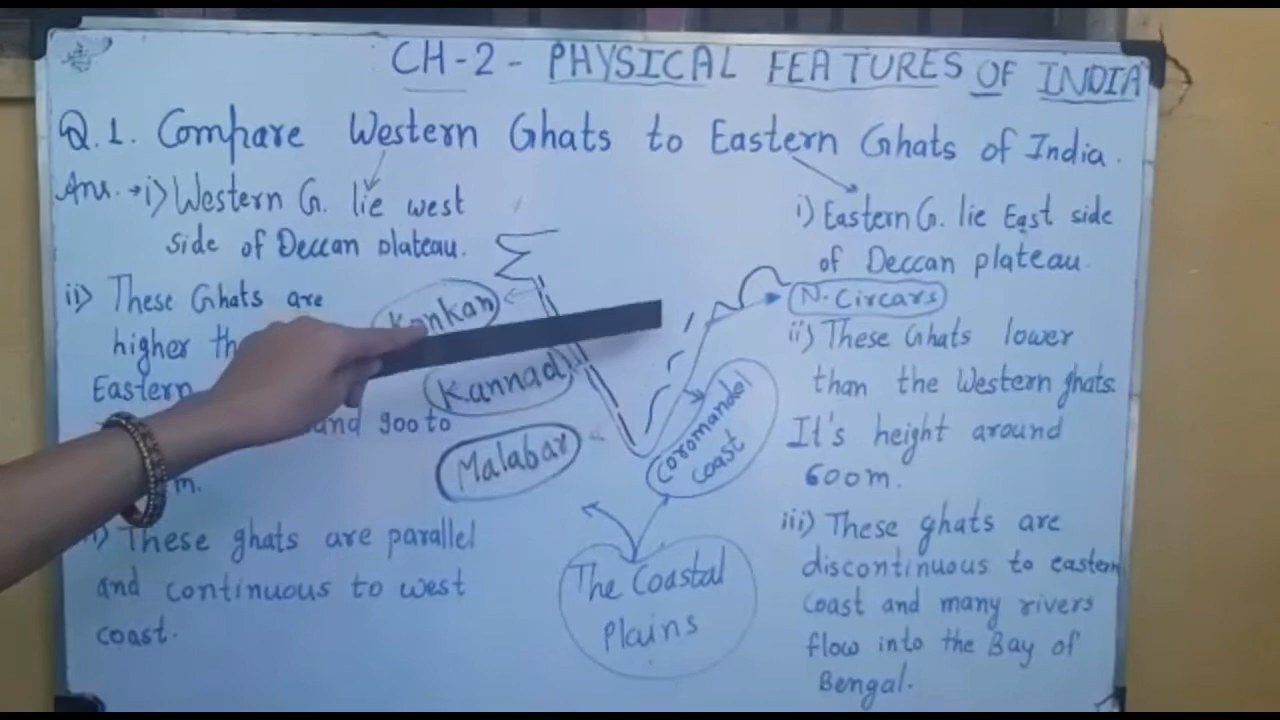 CH-2 - PHYSICAL FEATURES OF INDIA
Q.1. Compare Western Ghats to Eastern Ghats of India.
Ans. → i) Western G. lie west
side of Deccan plateau.
ii) These Ghats are
higher
Eastern
and 900 to
m.
These ghats are parallel
and continuous to west
coast.
Konkan
Kannad
Malabar
Coromandal
coast
The Coastal
Plains
i) Eastern G. lie East side
of Deccan plateau.
N. Circars
ii) These Ghats lower
than the Western ghats.
It's height around
600m.
iii) These ghats are
discontinuous to eastern
coast and many rivers
flow into the Bay of
Bengal.